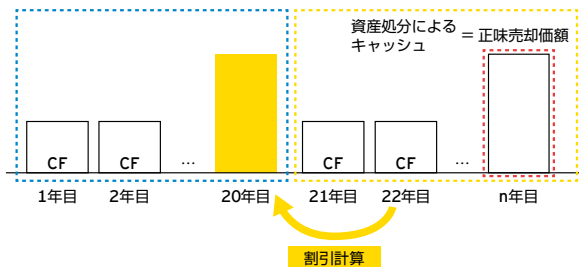 資産処分による
キャッシュ
= 正味売却価額
CF
CF
…
CF
CF
…
1年目
2年目
20年目
21年目
22年目
n年目
割引計算